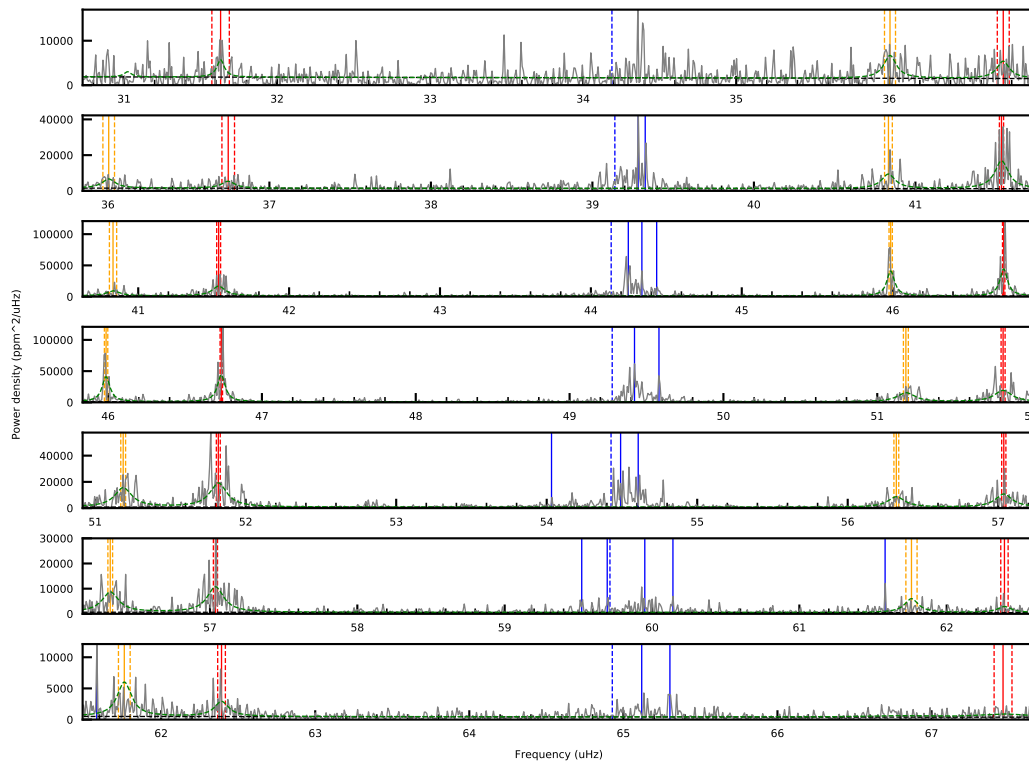 10000
0
31 32 33 34 35 36
40000
20000
0
36 37 38 39 40 41
100000
50000
0
41 42 43 44 45 46
Power density (ppm^2/uHz)
100000
50000
0
46 47 48 49 50 51 5
40000
20000
0
51 52 53 54 55 56 57
30000
20000
10000
0
57 58 59 60 61 62
10000
5000
0
62 63 64 65 66 67
Frequency (uHz)